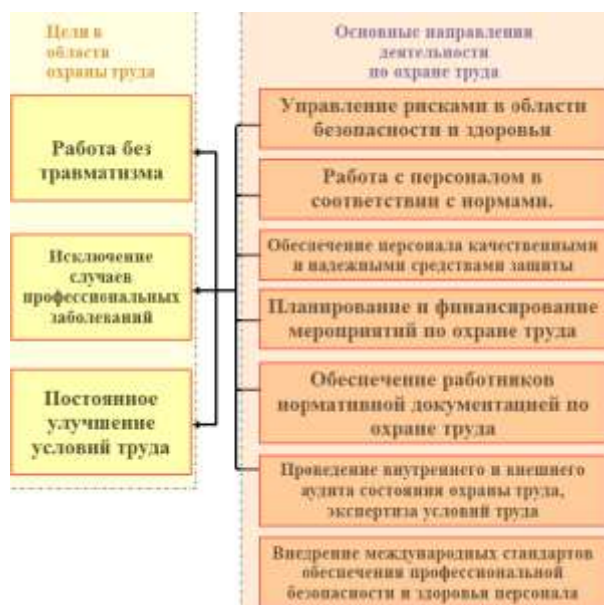 Цели в
области
охраны труда
Работа без
травматизма
Исключение
случаев
профессиональных
заболеваний
Постоянное
улучшение
условий труда
Основные направления
деятельности
по охране труда
Управление рисками в области
безопасности и здоровья
Работа с персоналом в
соответствии с нормами.
Обеспечение персонала качественными
и надежными средствами защиты
Планирование и финансирование
мероприятий по охране труда
Обеспечение работников
нормативной документацией по
охране труда
Проведение внутреннего и внешнего
аудита состояния охраны труда,
экспертиза условий труда
Внедрение международных стандартов
обеспечения профессиональной
безопасности и здоровья персонала